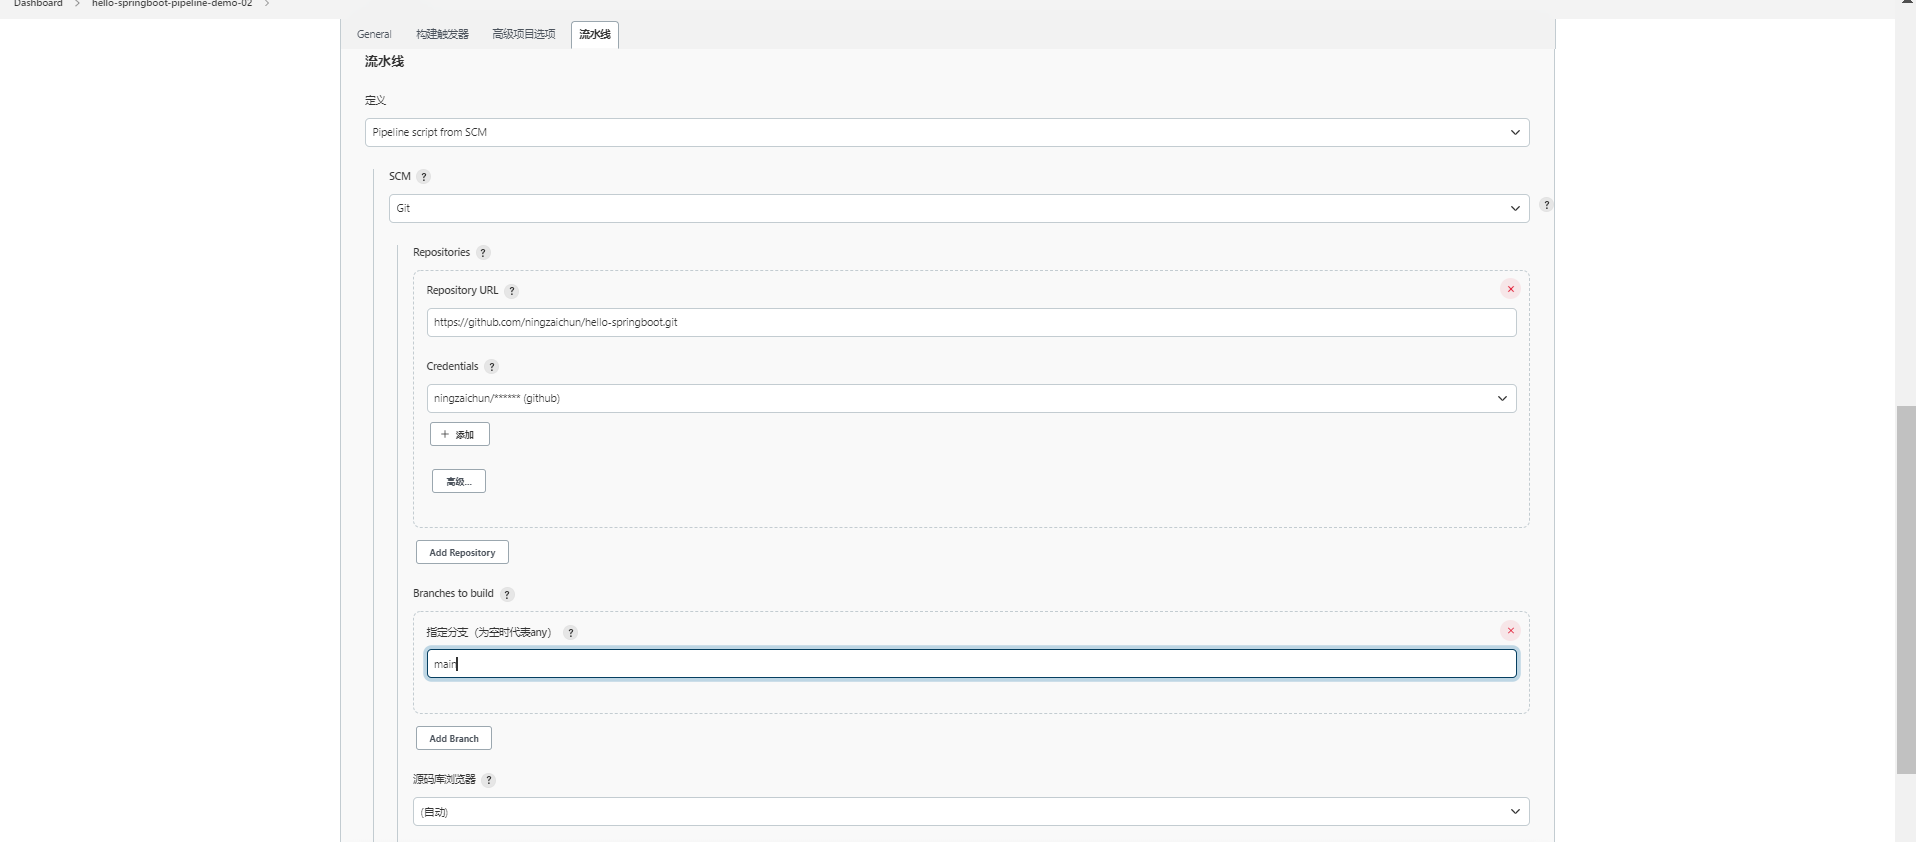 Dashboard > hello-springboot-pipeline-demo-02 >
General 构建触发器 高级项目选项 流水线
流水线
定义
Pipeline script from SCM
SCM ?
Git
?
Repositories ?
Repository URL ?
https://github.com/ningzaichun/hello-springboot.git
Credentials ?
ningzaichun/****** (github)
+ 添加
高级...
Add Repository
Branches to build ?
指定分支（为空时代表any） ?
main
Add Branch
源码库浏览器 ?
(自动)